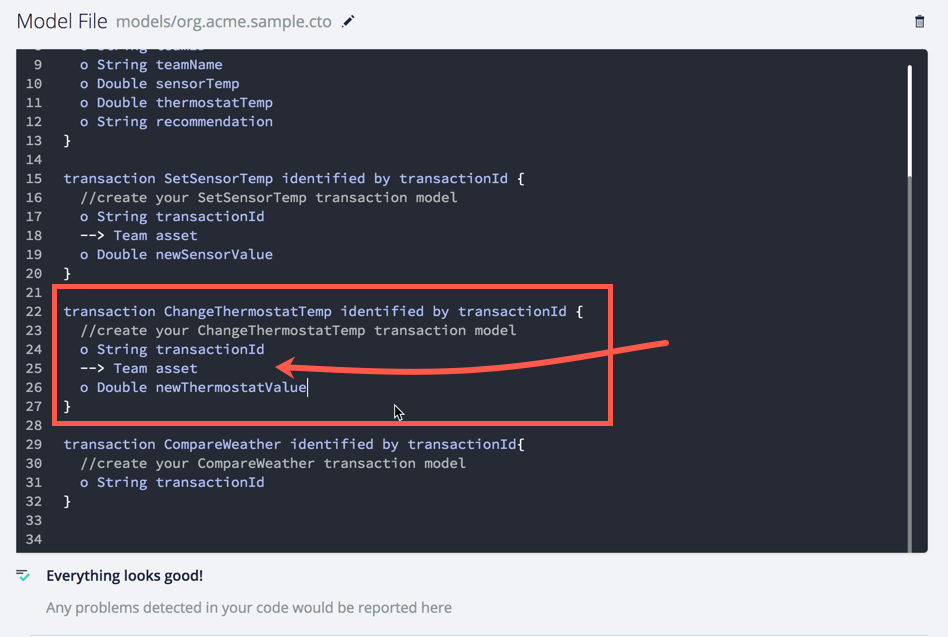 Model File models/org.acme.sample.cto
9 o String teamName
10 o Double sensorTemp
11 o Double thermostatTemp
12 o String recommendation
13 }
14
15 transaction SetSensorTemp identified by transactionId {
16 //create your SetSensorTemp transaction model
17 o String transactionId
18 --> Team asset
19 o Double newSensorValue
20 }
21
22 transaction ChangeThermostatTemp identified by transactionId {
23 //create your ChangeThermostatTemp transaction model
24 o String transactionId
25 --> Team asset
26 o Double newThermostatValue
27 }
28
29 transaction CompareWeather identified by transactionId{
30 //create your CompareWeather transaction model
31 o String transactionId
32 }
33
34
Everything looks good!
Any problems detected in your code would be reported here